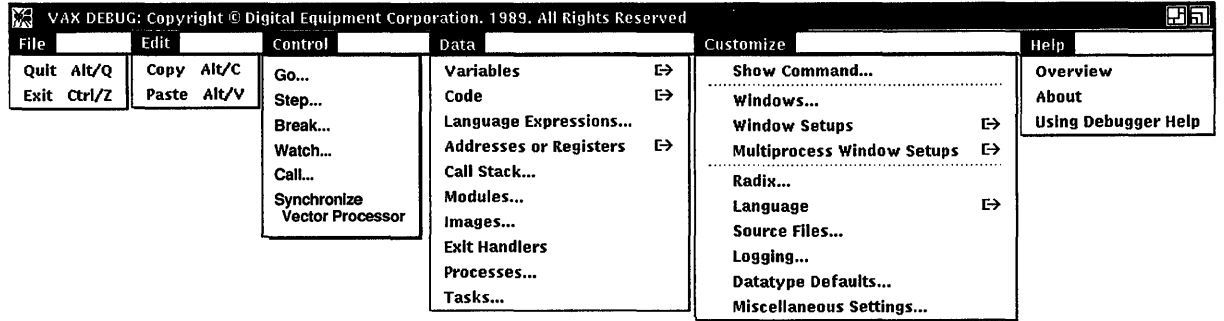 VAX DEBUG: Copyright © Digital Equipment Corporation. 1989. All Rights Reserved
File
Quit Alt/Q
Exit Ctrl/Z
Edit
Copy Alt/C
Paste Alt/V
Control
Go...
Step...
Break...
Watch...
Call...
Synchronize
Vector Processor
Data
Variables
Code
Language Expressions...
Addresses or Registers
Call Stack...
Modules...
Images...
Exit Handlers
Processes...
Tasks...
Customize
Show Command...
Windows...
Window Setups
Multiprocess Window Setups
Radix...
Language
Source Files...
Logging...
Datatype Defaults...
Miscellaneous Settings...
Help
Overview
About
Using Debugger Help